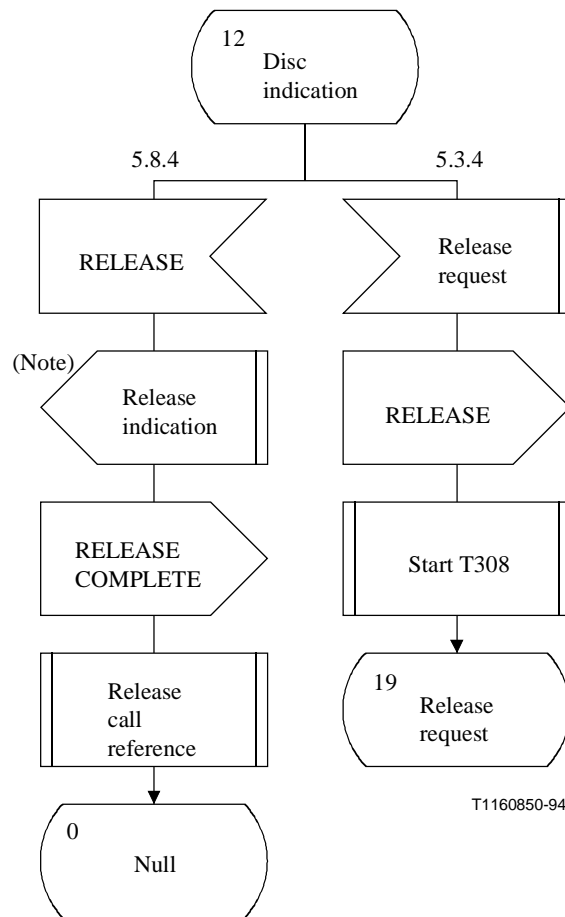 12
Disc
indication
5.8.4
5.3.4
RELEASE
Release
request
(Note)
Release
indication
RELEASE
RELEASE
COMPLETE
Start T308
Release
call
reference
19
Release
request
T1160850-94
0
Null